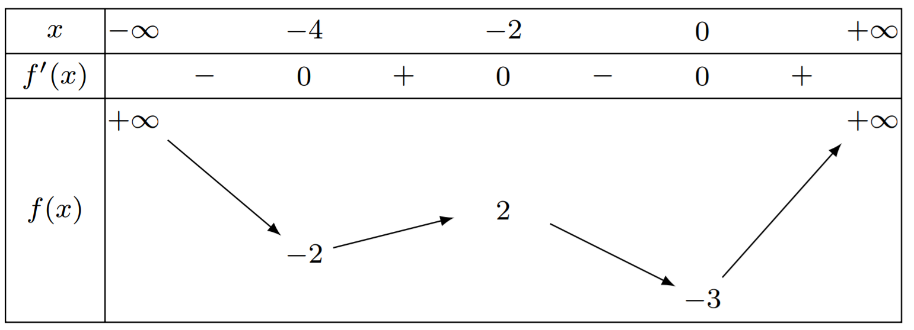 x −∞ −4 −2 0 +∞
f′(x) − 0 + 0 − 0 +
+∞ +∞
f(x) 2
−2
−3